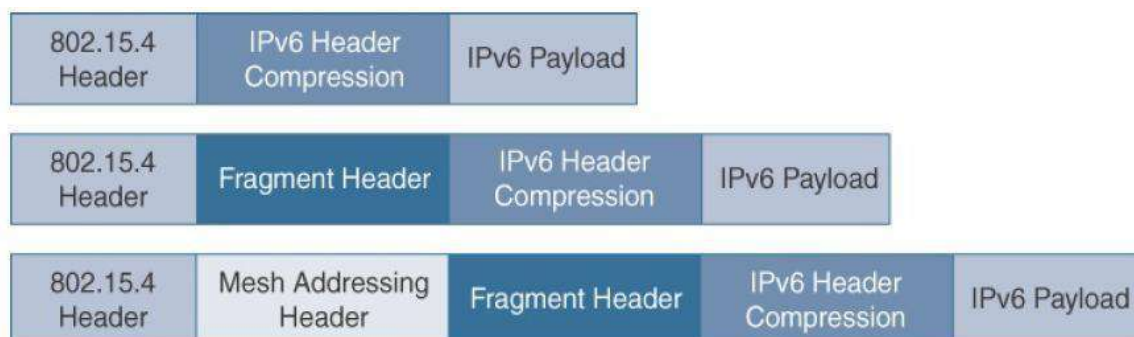 802.15.4
Header
IPv6 Header
Compression
IPv6 Payload
802.15.4
Header
Fragment Header
IPv6 Header
Compression
IPv6 Payload
802.15.4
Header
Mesh Addressing
Header
Fragment Header
IPv6 Header
Compression
IPv6 Payload